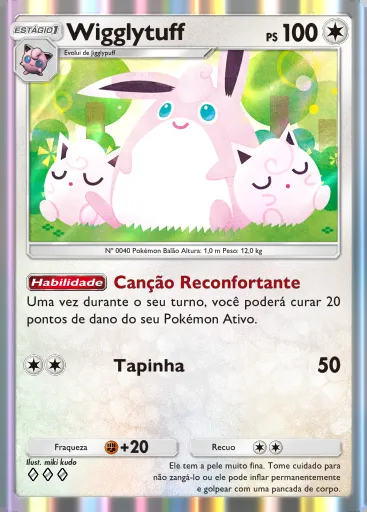 ESTÁGIO 1
Wigglytuff
PS 100
Evolui de Jigglypuff
Nº 0040 Pokémon Balão Altura: 1,0 m Peso: 12,0 kg
Habilidade Canção Reconfortante
Uma vez durante o seu turno, você poderá curar 20
pontos de dano do seu Pokémon Ativo.
Tapinha 50
Fraqueza +20 Recuo
Ilust. miki kudo
Ele tem a pele muito fina. Tome cuidado para
não zangá-lo ou ele pode inflar permanentemente
e golpear com uma pancada de corpo.